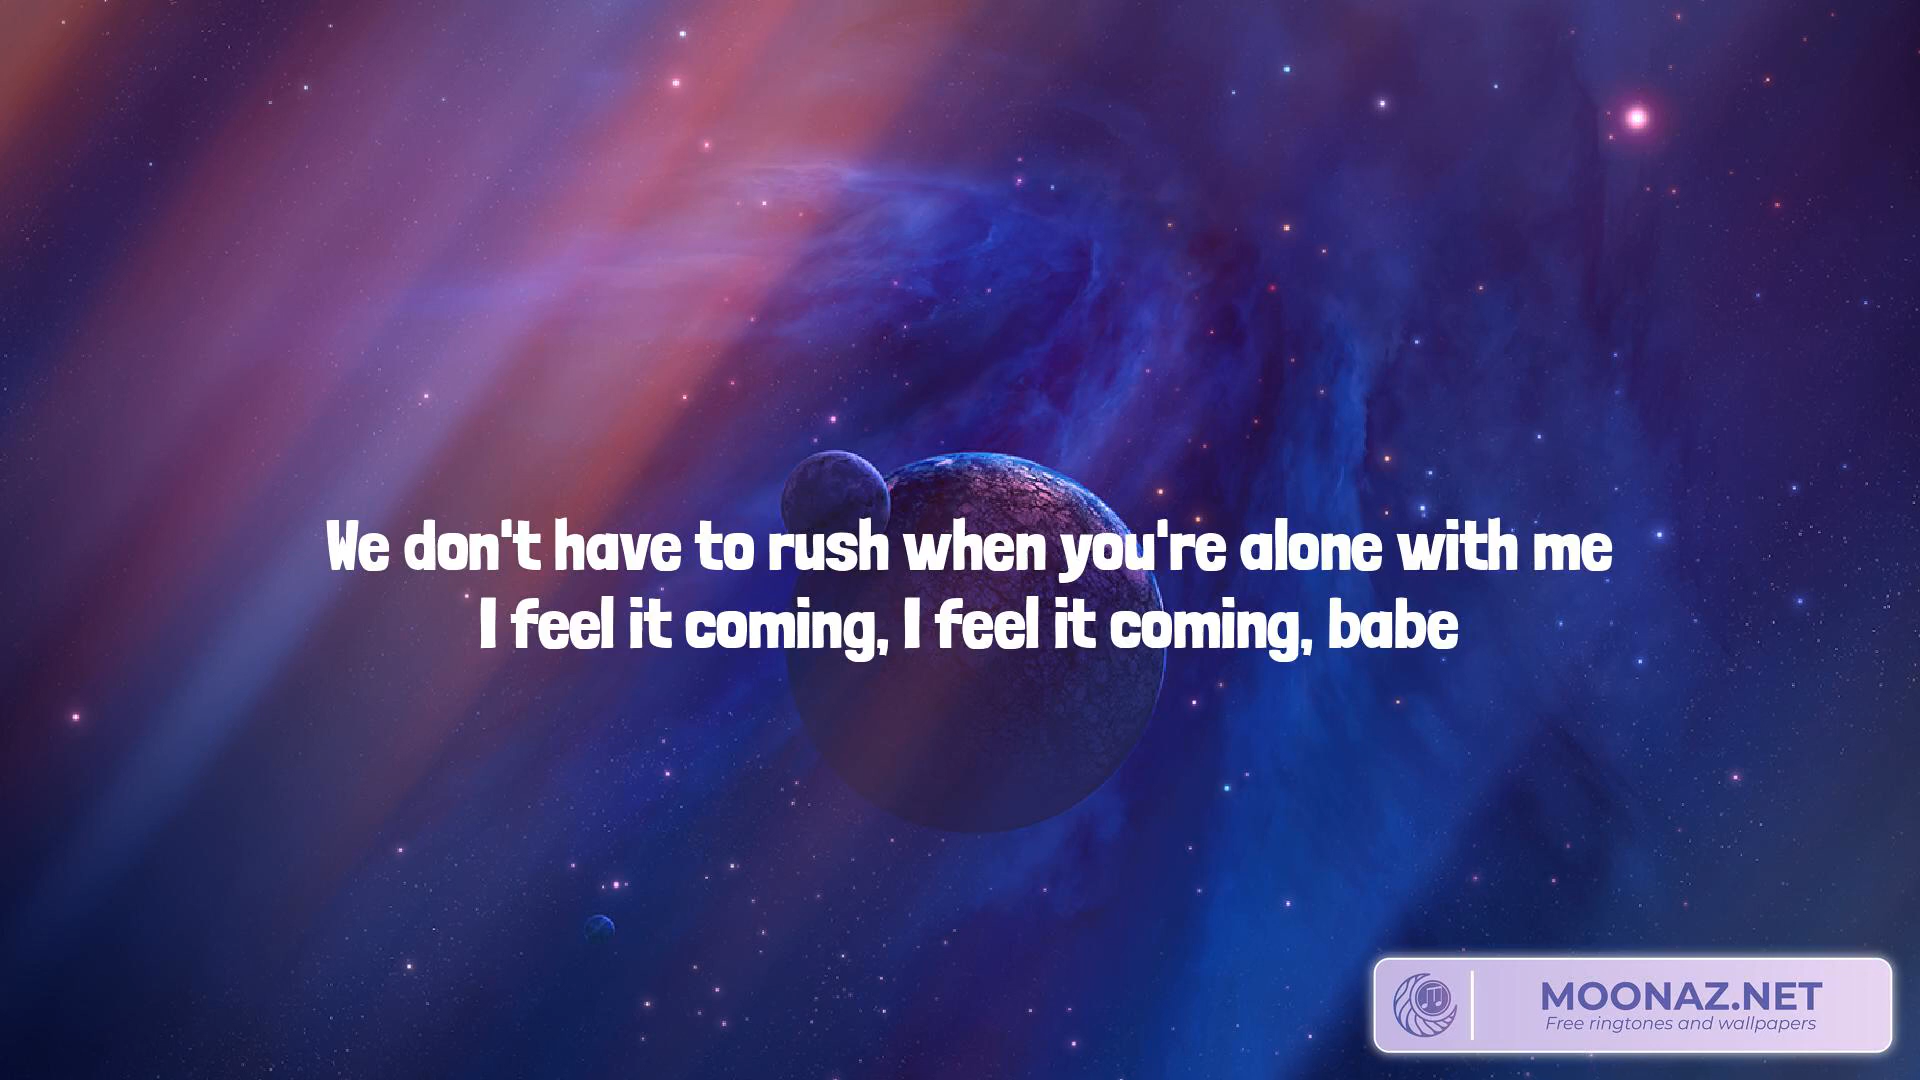 We don't have to rush when you're alone with me
I feel it coming, I feel it coming, babe
MOONAZ.NET
Free ringtones and wallpapers